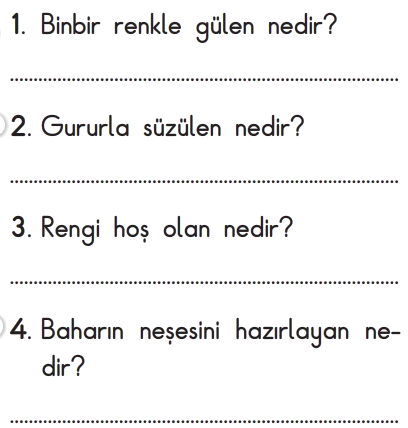 1. Binbir renkle gülen nedir?
2. Gururla süzülen nedir?
3. Rengi hoş olan nedir?
4. Baharın neşesini hazırlayan ne-
dir?